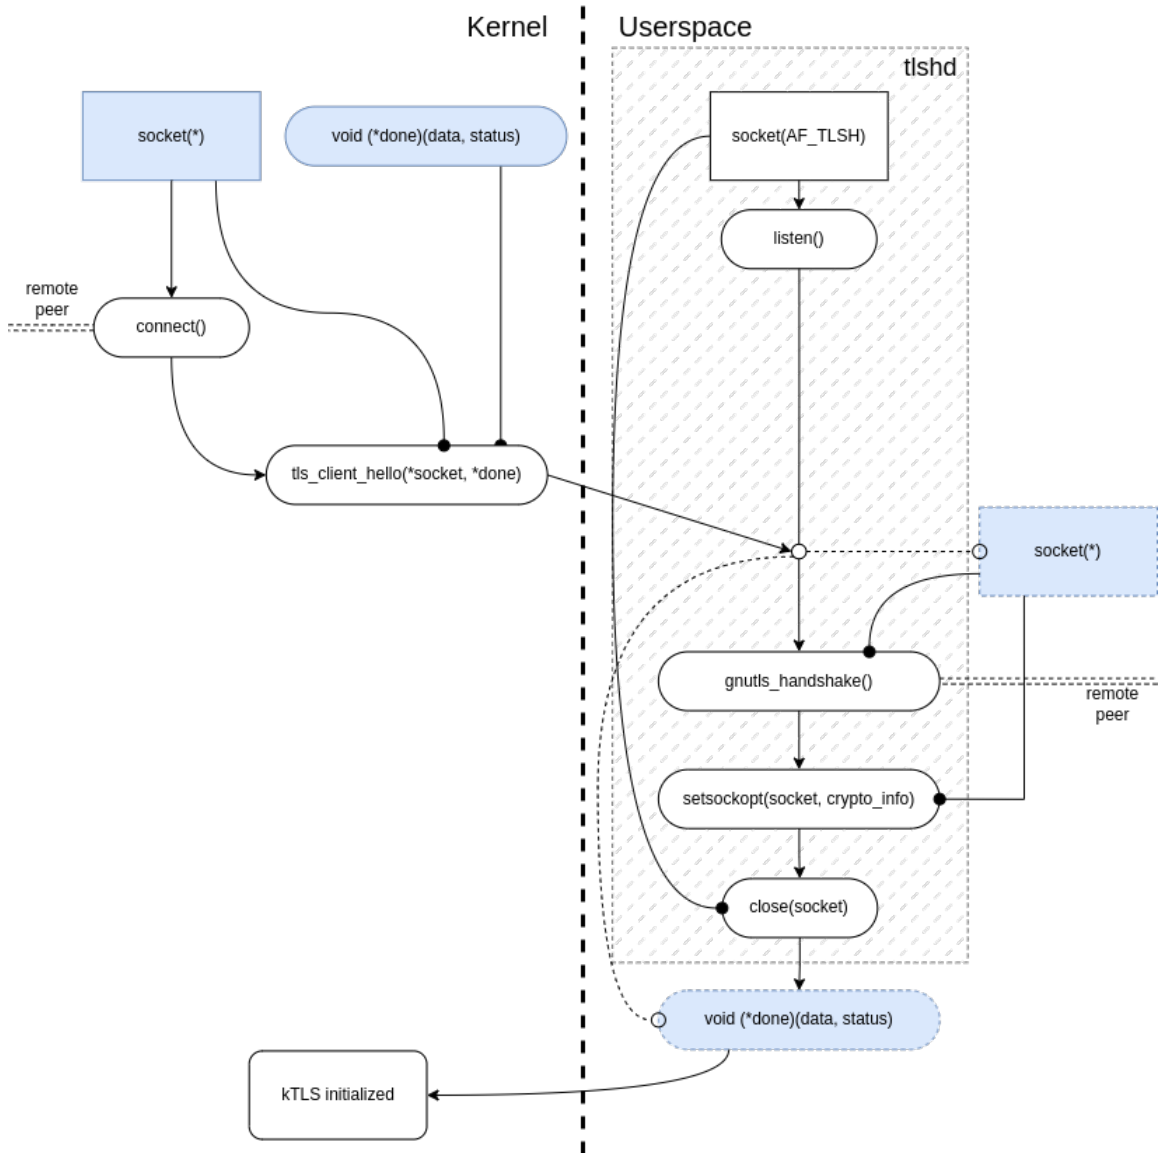 Kernel
Userspace
tlshd
socket(*)
void (*done)(data, status)
socket(AF_TLSH)
listen()
remote
peer
connect()
tls_client_hello(*socket, *done)
socket(*)
gnutls_handshake()
remote
peer
setsockopt(socket, crypto_info)
close(socket)
void (*done)(data, status)
kTLS initialized